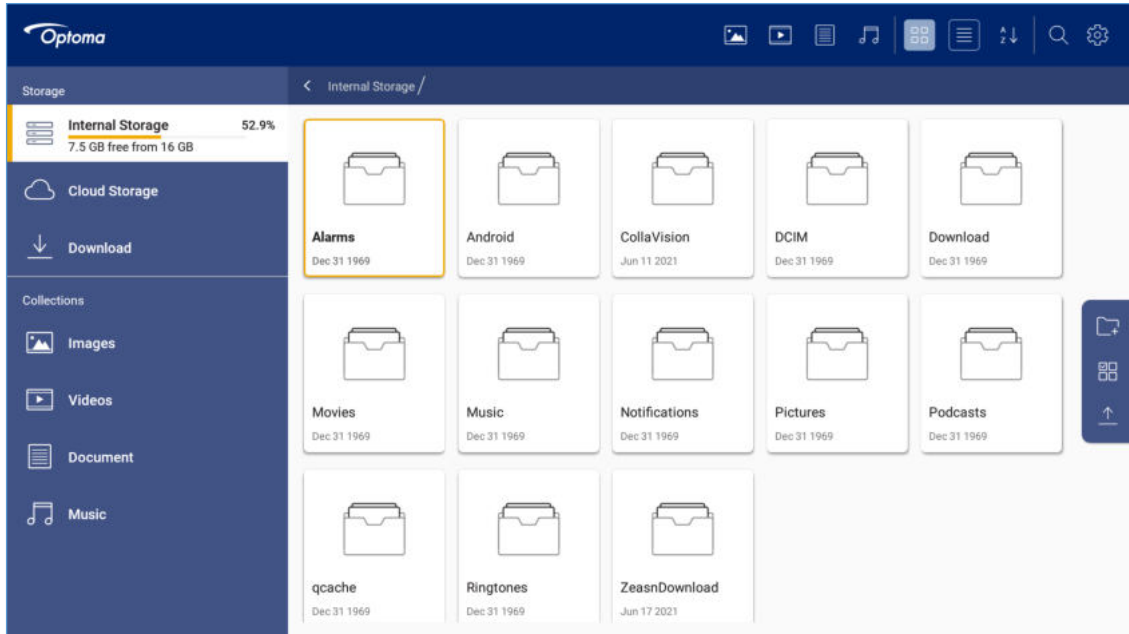 Optoma
Storage
Internal Storage 52.9%
7.5 GB free from 16 GB
Cloud Storage
Download
Collections
Images
Videos
Document
Music
Internal Storage /
Alarms
Dec 31 1969
Android
Dec 31 1969
CollaVision
Jun 11 2021
DCIM
Dec 31 1969
Download
Dec 31 1969
Movies
Dec 31 1969
Music
Dec 31 1969
Notifications
Dec 31 1969
Pictures
Dec 31 1969
Podcasts
Dec 31 1969
qcache
Dec 31 1969
Ringtones
Dec 31 1969
ZeasnDownload
Jun 17 2021